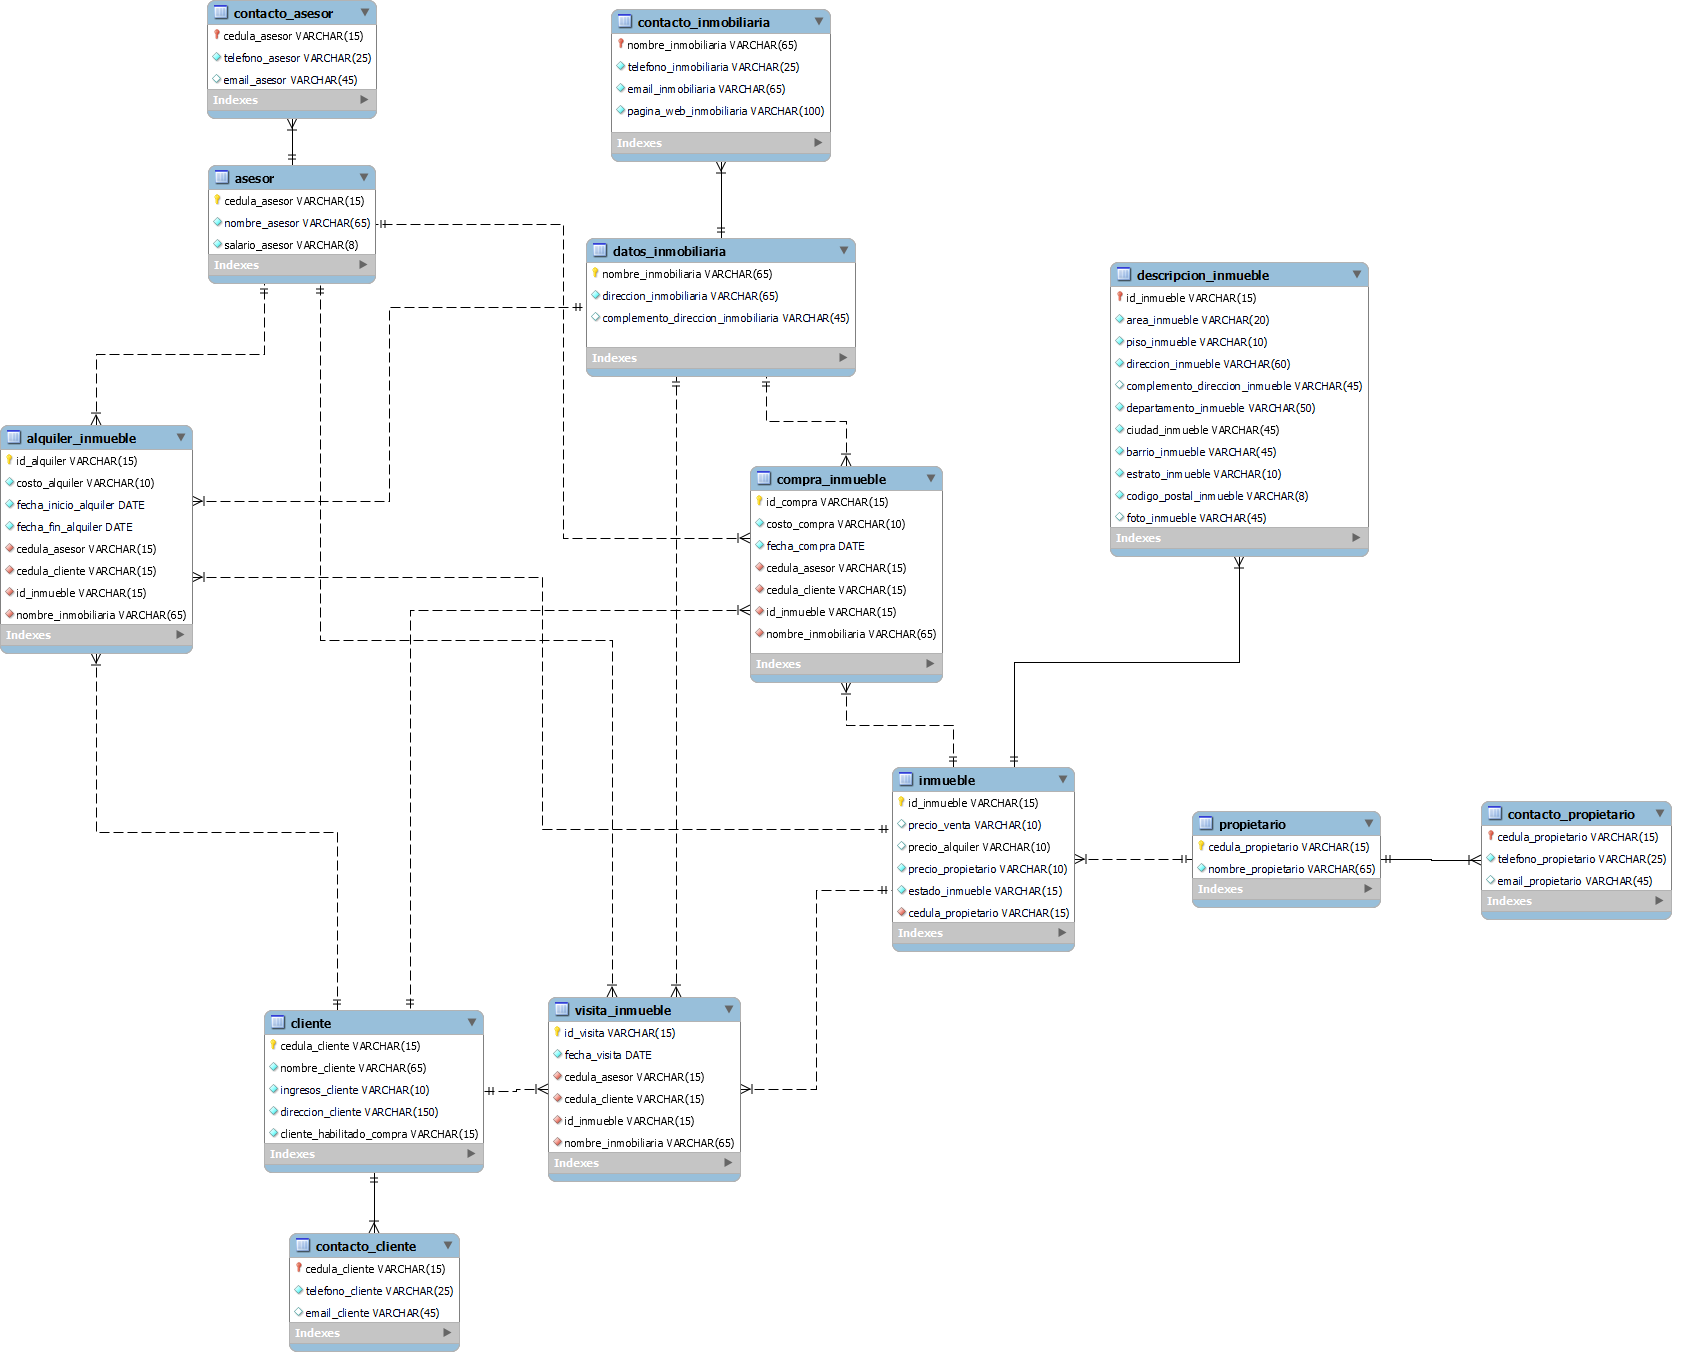 contacto_asesor
cedula_asesor VARCHAR(15)
telefono_asesor VARCHAR(25)
email_asesor VARCHAR(45)
Indexes
contacto_inmobiliaria
nombre_inmobiliaria VARCHAR(65)
telefono_inmobiliaria VARCHAR(25)
email_inmobiliaria VARCHAR(65)
pagina_web_inmobiliaria VARCHAR(100)
Indexes
asesor
cedula_asesor VARCHAR(15)
nombre_asesor VARCHAR(65)
salario_asesor VARCHAR(8)
Indexes
datos_inmobiliaria
nombre_inmobiliaria VARCHAR(65)
direccion_inmobiliaria VARCHAR(65)
complemento_direccion_inmobiliaria VARCHAR(45)
Indexes
descripcion_inmueble
id_inmueble VARCHAR(15)
area_inmueble VARCHAR(20)
piso_inmueble VARCHAR(10)
direccion_inmueble VARCHAR(60)
complemento_direccion_inmueble VARCHAR(45)
departamento_inmueble VARCHAR(50)
ciudad_inmueble VARCHAR(45)
barrio_inmueble VARCHAR(45)
estrato_inmueble VARCHAR(10)
codigo_postal_inmueble VARCHAR(8)
foto_inmueble VARCHAR(45)
Indexes
alquiler_inmueble
id_alquiler VARCHAR(15)
costo_alquiler VARCHAR(10)
fecha_inicio_alquiler DATE
fecha_fin_alquiler DATE
cedula_asesor VARCHAR(15)
cedula_cliente VARCHAR(15)
id_inmueble VARCHAR(15)
nombre_inmobiliaria VARCHAR(65)
Indexes
compra_inmueble
id_compra VARCHAR(15)
costo_compra VARCHAR(10)
fecha_compra DATE
cedula_asesor VARCHAR(15)
cedula_cliente VARCHAR(15)
id_inmueble VARCHAR(15)
nombre_inmobiliaria VARCHAR(65)
Indexes
inmueble
id_inmueble VARCHAR(15)
precio_venta VARCHAR(10)
precio_alquiler VARCHAR(10)
precio_propietario VARCHAR(10)
estado_inmueble VARCHAR(15)
cedula_propietario VARCHAR(15)
Indexes
propietario
cedula_propietario VARCHAR(15)
nombre_propietario VARCHAR(65)
Indexes
contacto_propietario
cedula_propietario VARCHAR(15)
telefono_propietario VARCHAR(25)
email_propietario VARCHAR(45)
Indexes
cliente
cedula_cliente VARCHAR(15)
nombre_cliente VARCHAR(65)
ingresos_cliente VARCHAR(10)
direccion_cliente VARCHAR(150)
cliente_habilitado_compra VARCHAR(15)
Indexes
visita_inmueble
id_visita VARCHAR(15)
fecha_visita DATE
cedula_asesor VARCHAR(15)
cedula_cliente VARCHAR(15)
id_inmueble VARCHAR(15)
nombre_inmobiliaria VARCHAR(65)
Indexes
contacto_cliente
cedula_cliente VARCHAR(15)
telefono_cliente VARCHAR(25)
email_cliente VARCHAR(45)
Indexes